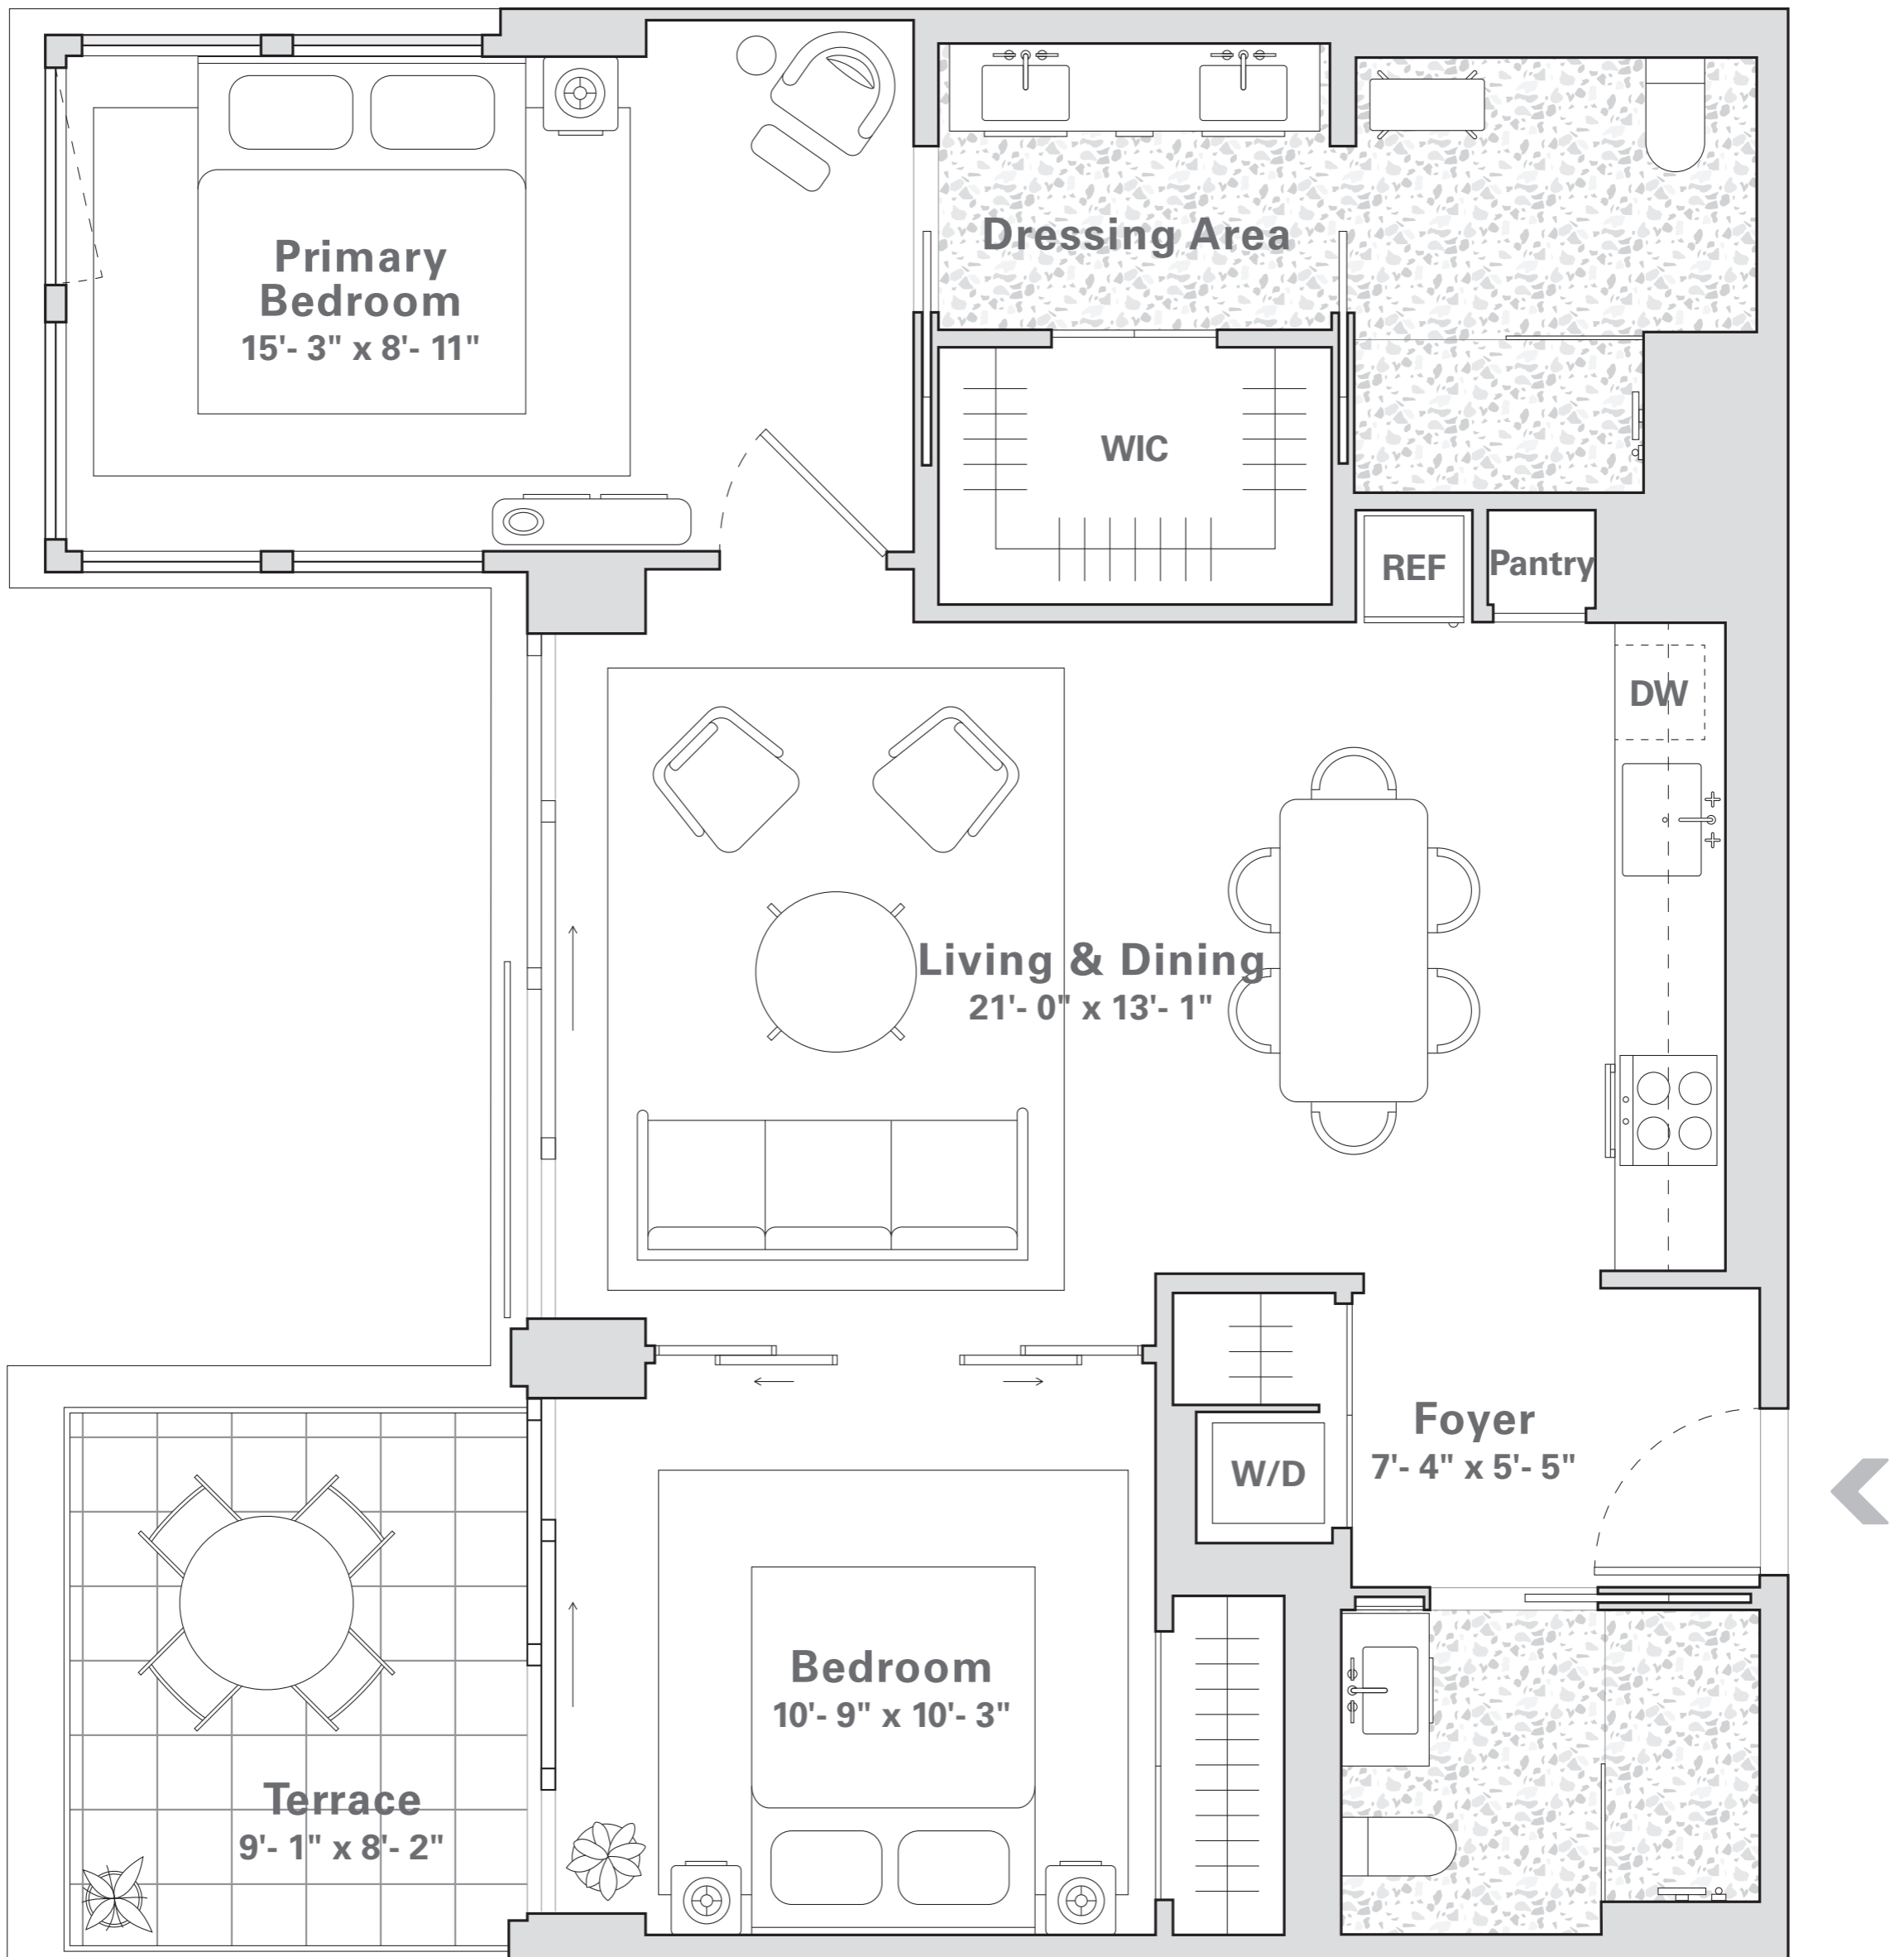 Primary
Bedroom
15'- 3" x 8'- 11"
Dressing Area
WIC
REF
Pantry
DW
Living & Dining
21'- 0" x 13'- 1"
Foyer
7'- 4" x 5'- 5"
W/D
Bedroom
10'- 9" x 10'- 3"
Terrace
9'- 1" x 8'- 2"